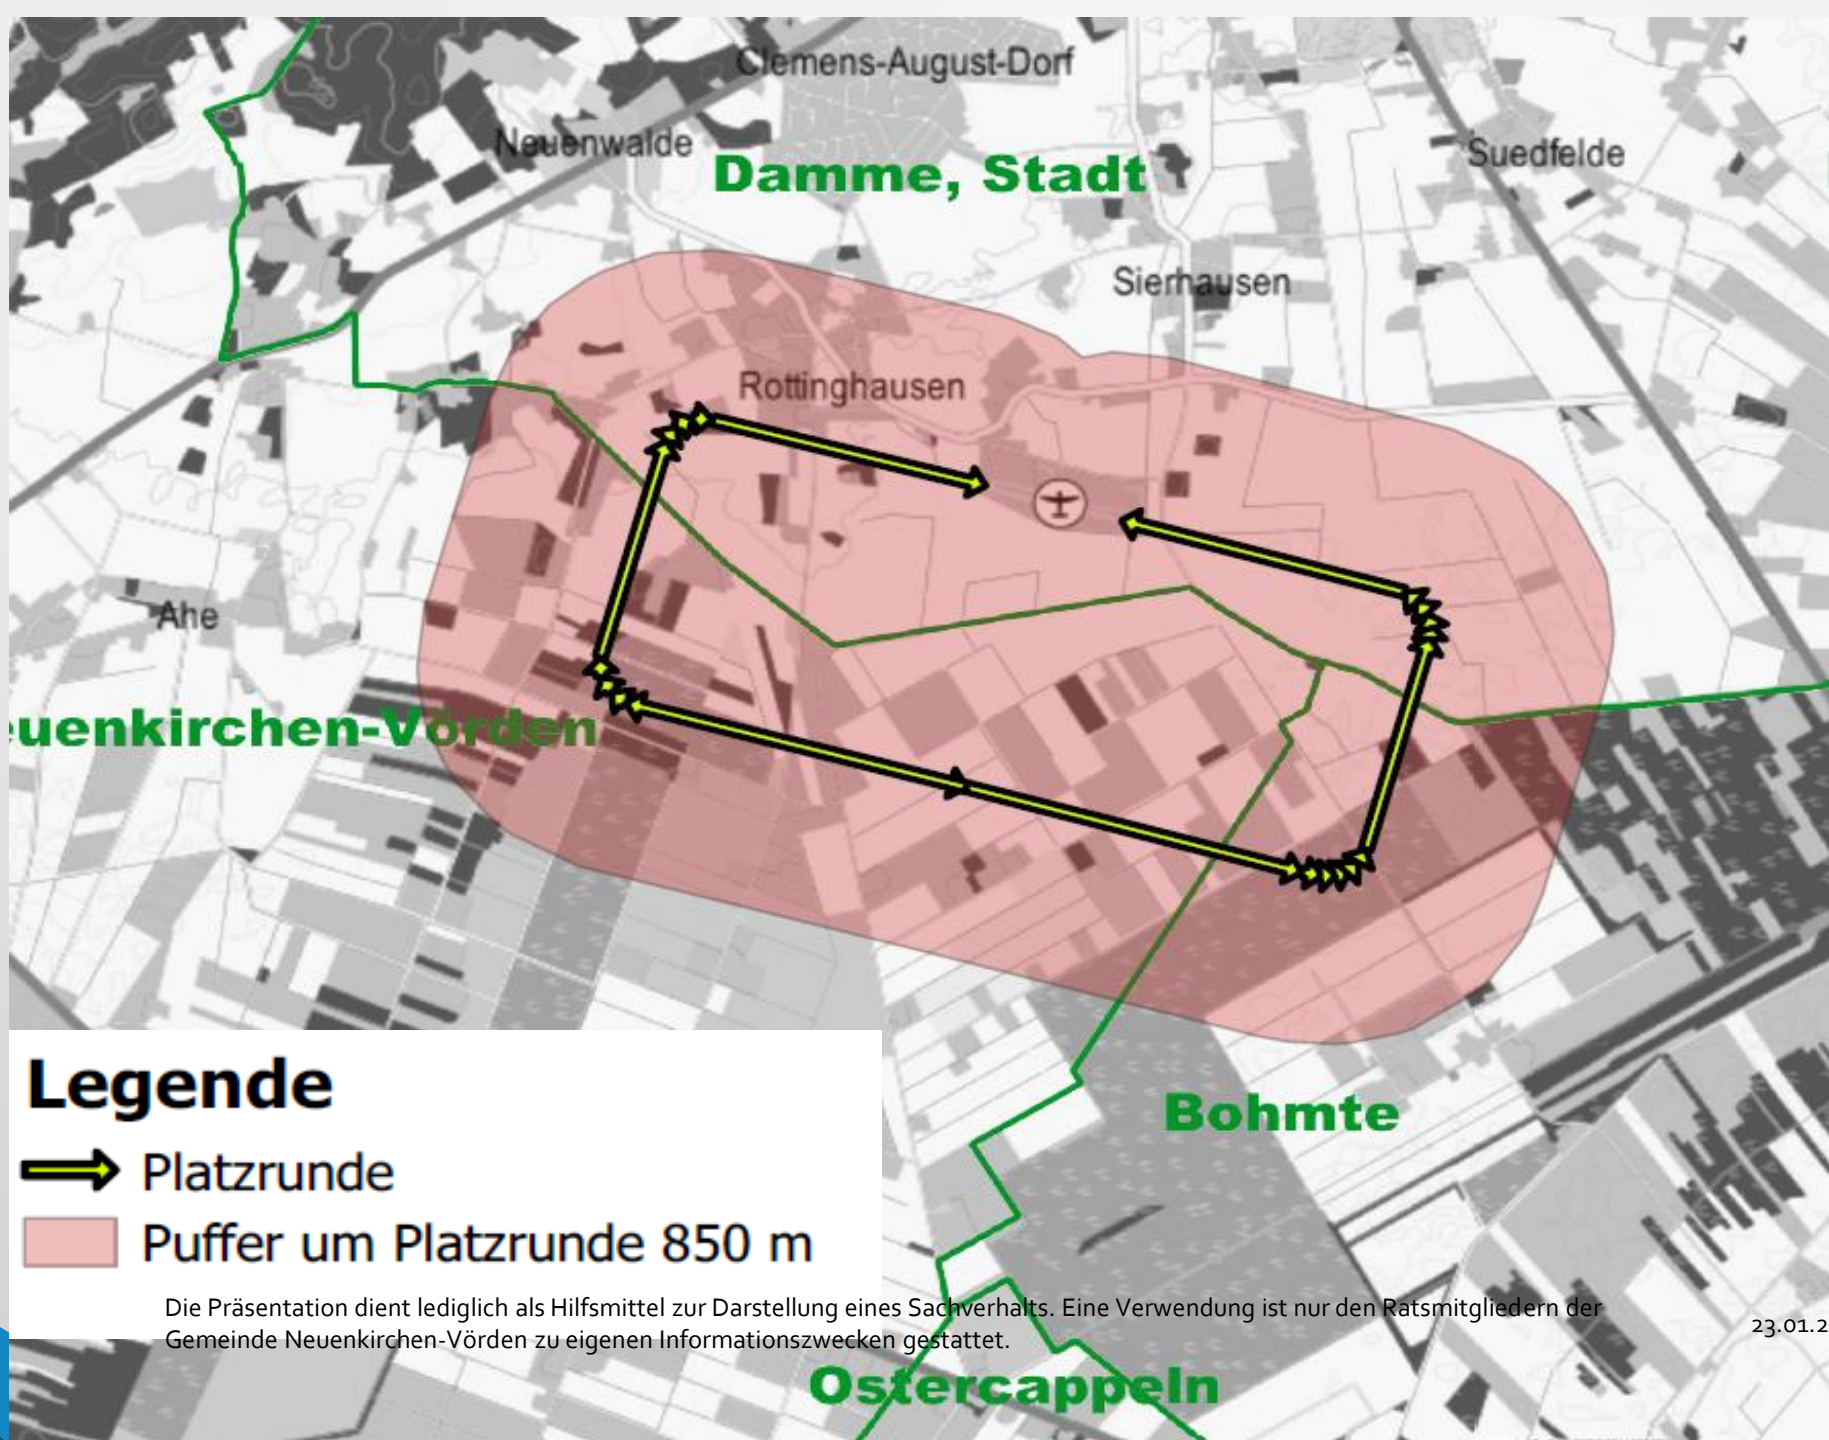 Clemens-August-Dorf
Neuenwalde
Damme, Stadt
Suedfelde
Sierhausen
Rottinghausen
Ahe
euenkirchen-Vörden
Legende
Bohmte
Platzrunde
Puffer um Platzrunde 850 m
Die Präsentation dient lediglich als Hilfsmittel zur Darstellung eines Sachverhalts. Eine Verwendung ist nur den Ratsmitgliedern der
Gemeinde Neuenkirchen-Vörden zu eigenen Informationszwecken gestattet.
23.01.2
Ostercappeln